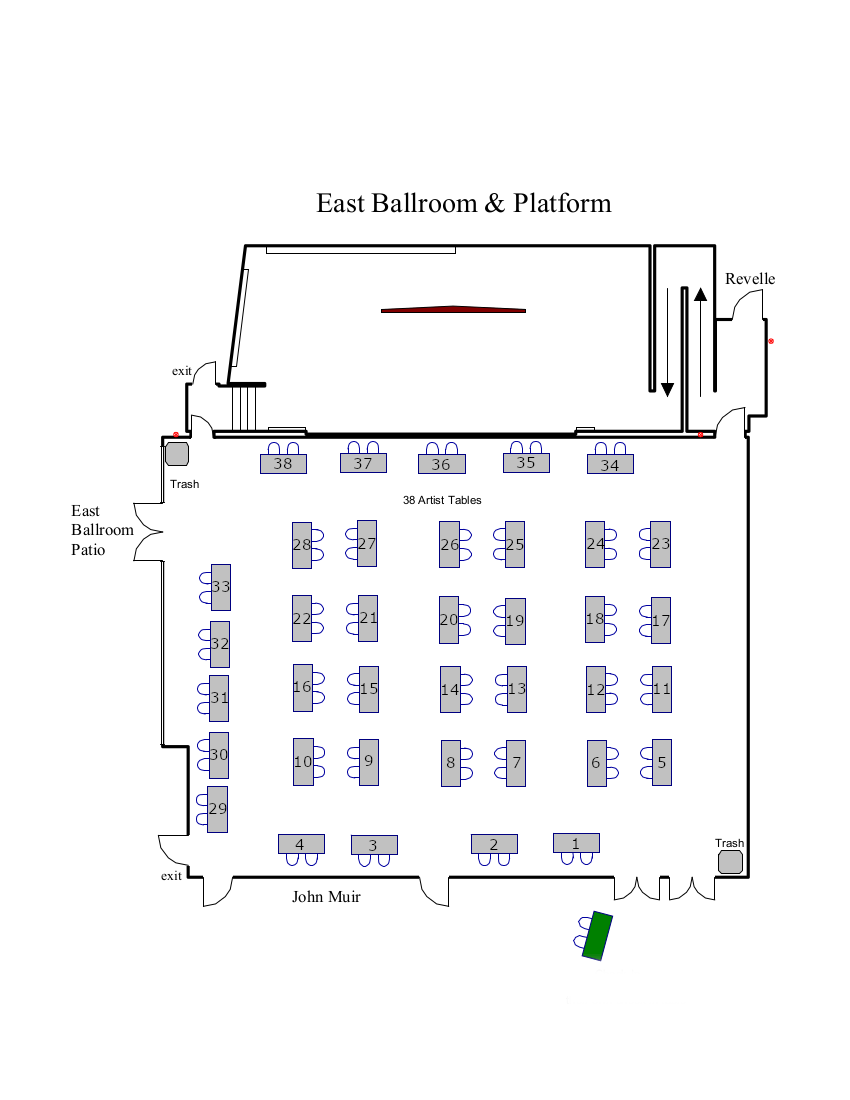 East Ballroom & Platform
Revelle
exit
38 37 36 35 34
Trash
38 Artist Tables
East
Ballroom
Patio
28 27 26 25 24 23
33
22 21 20 19 18 17
32
16 15 14 13 12 11
31
30
10 9 8 7 6 5
29
4 3 2 1
Trash
exit
John Muir